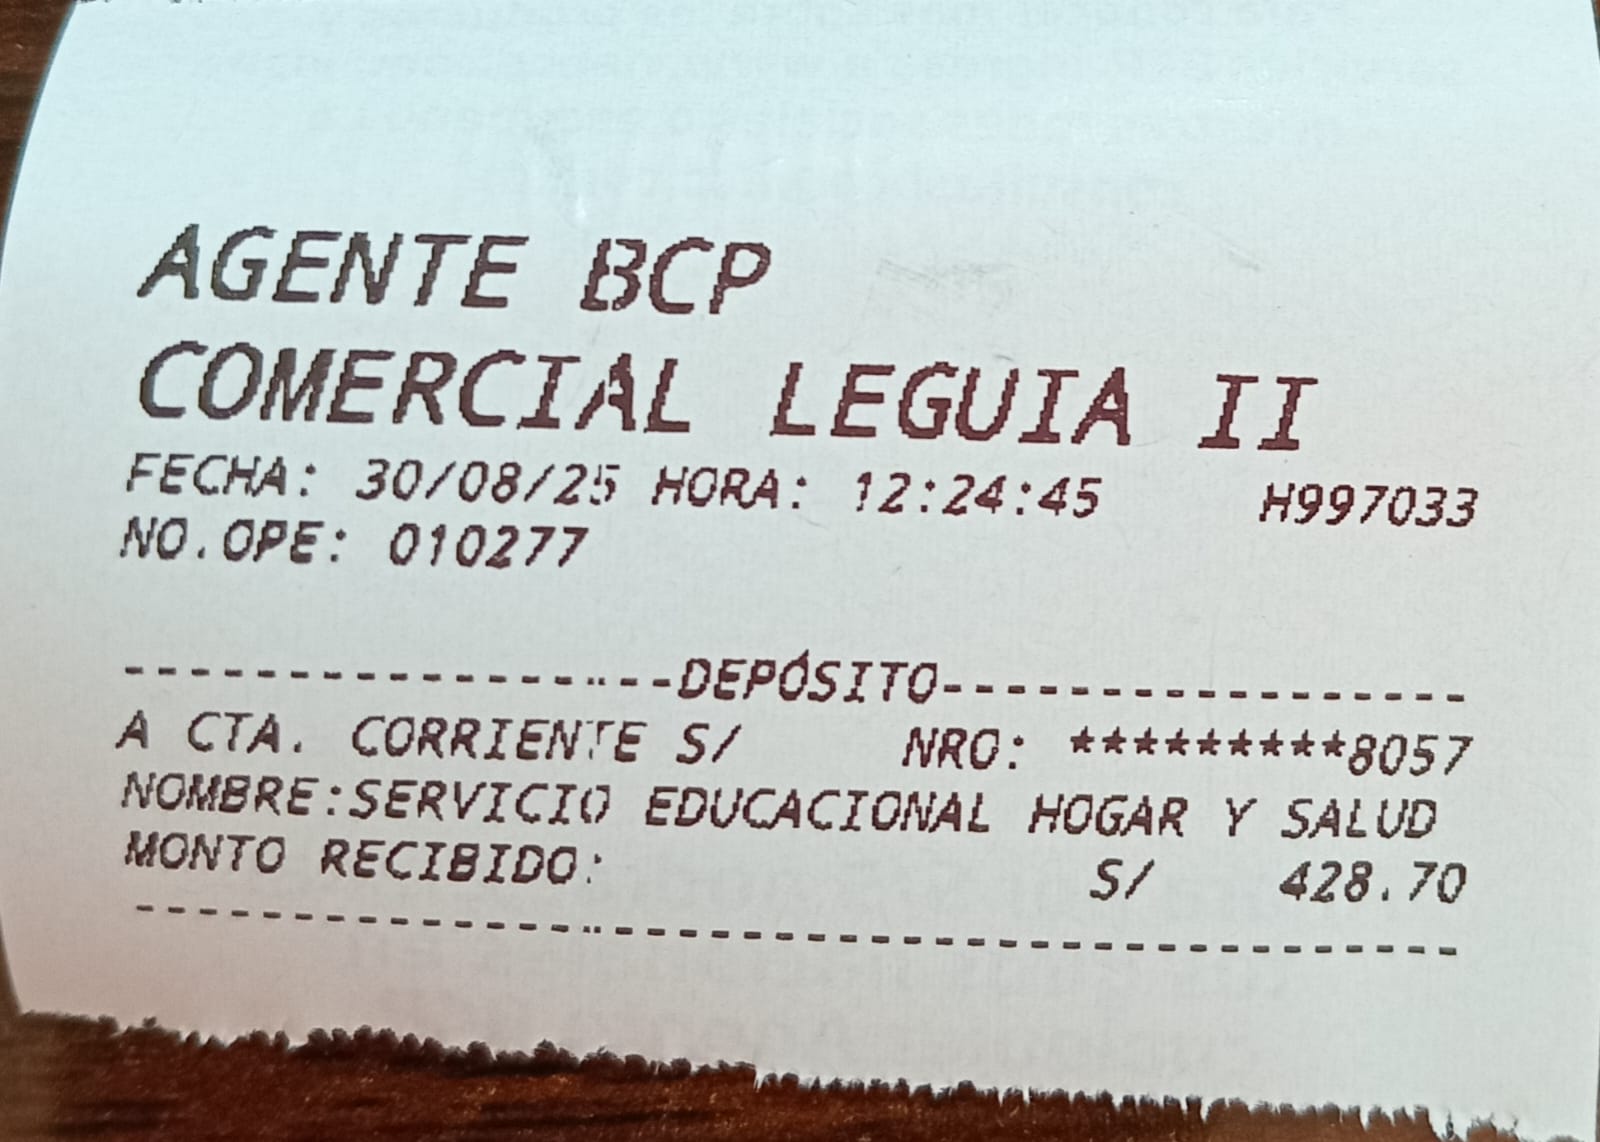 AGENTE BCP
COMERCIAL LEGUIA II
FECHA: 30/08/25 HORA: 12:24:45 H997033
NO.OPE: 010277
-----------------DEPÓSITO-----------------
A CTA. CORRIENTE S/ NRO: *********8057
NOMBRE:SERVICIO EDUCACIONAL HOGAR Y SALUD
MONTO RECIBIDO: S/ 428.70
------------------------------------------